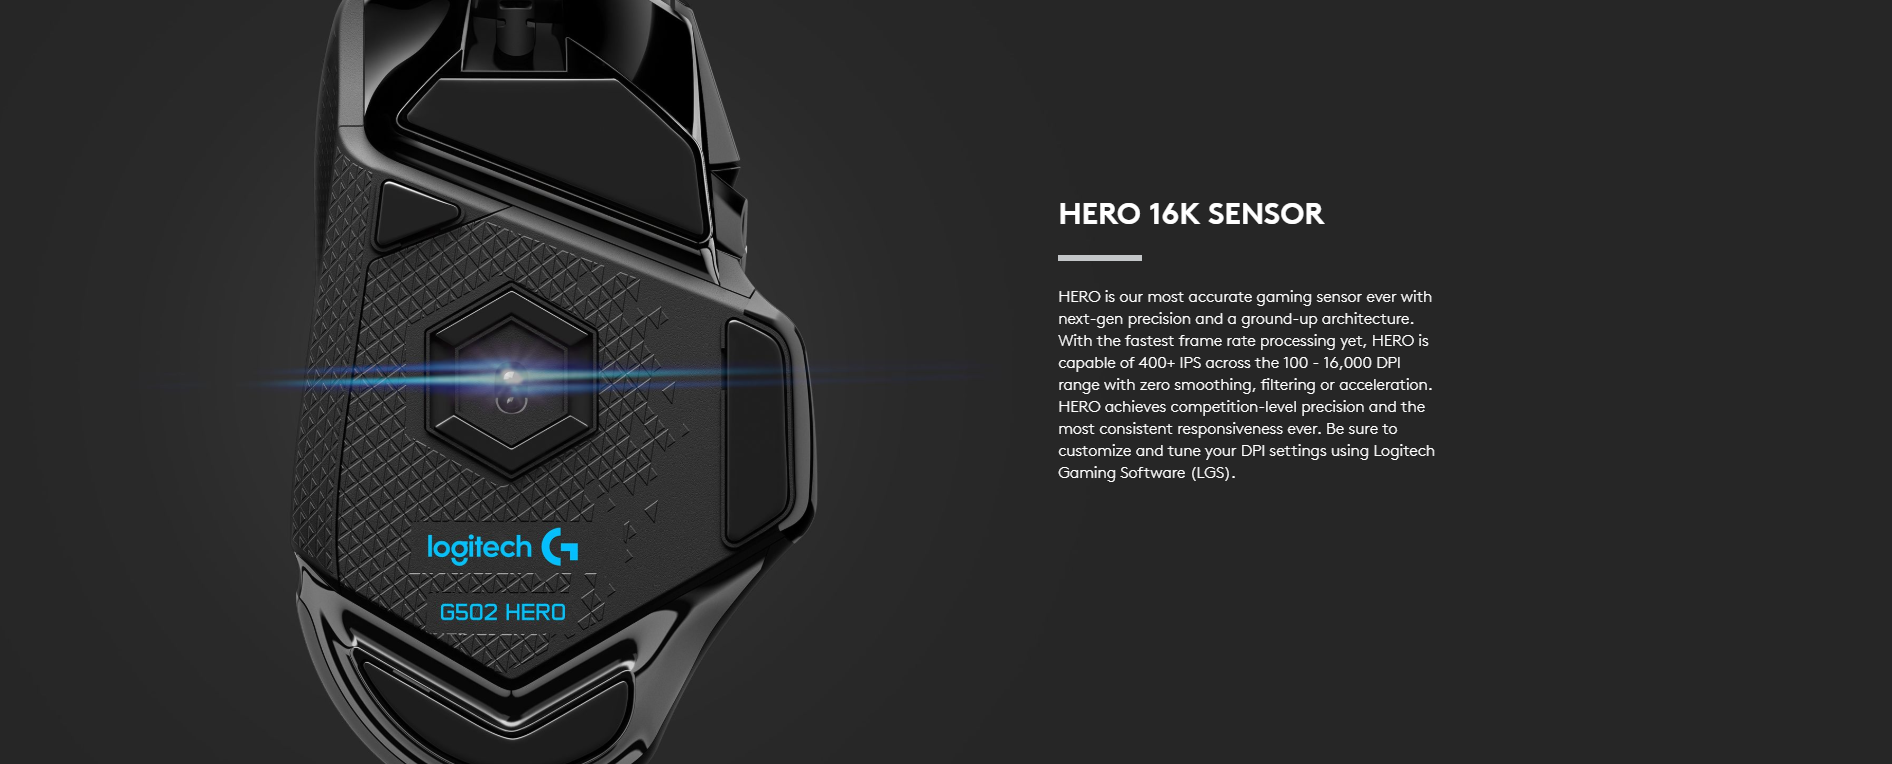 HERO 16K SENSOR
HERO is our most accurate gaming sensor ever with
next-gen precision and a ground-up architecture.
With the fastest frame rate processing yet, HERO is
capable of 400+ IPS across the 100 - 16,000 DPI
range with zero smoothing, filtering or acceleration.
HERO achieves competition-level precision and the
most consistent responsiveness ever. Be sure to
customize and tune your DPI settings using Logitech
Gaming Software (LGS).
logitech G
G502 HERO